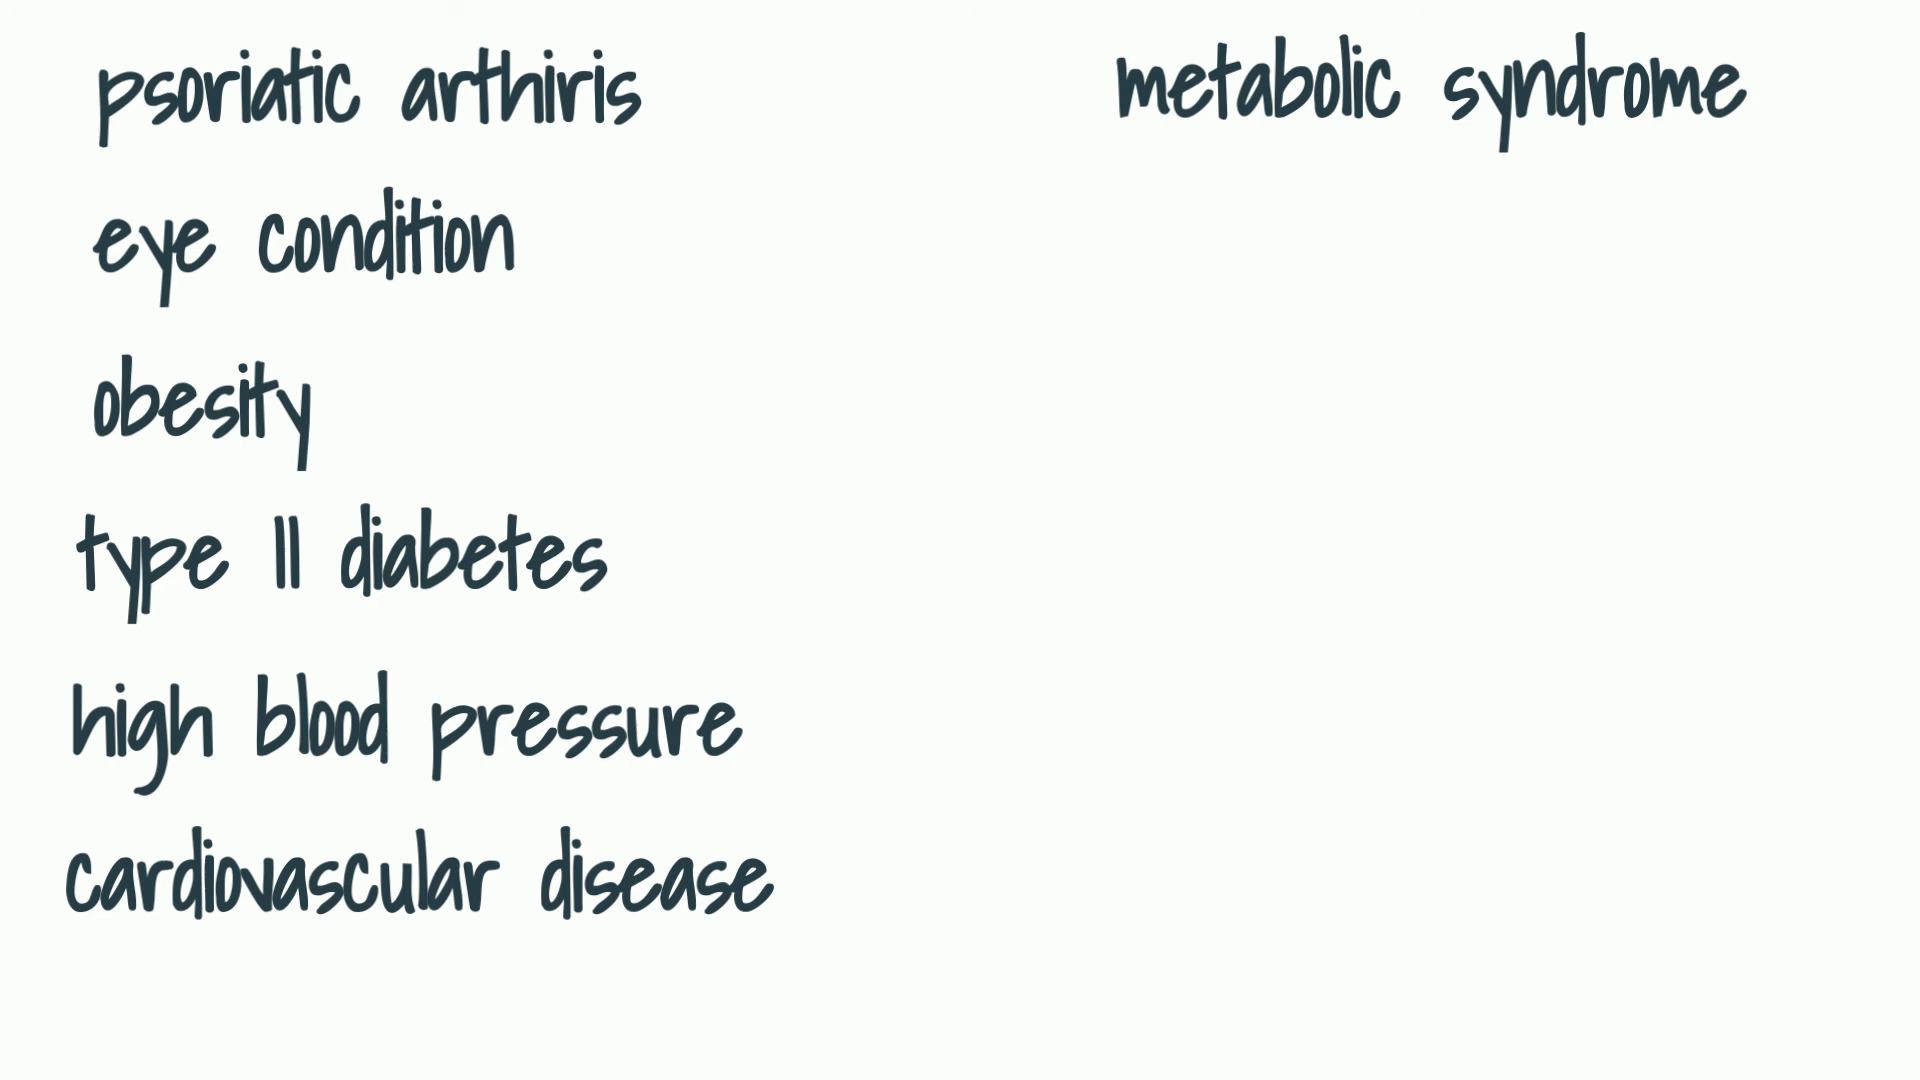 psoriatic arthiris
eye condition
obesity
type II diabetes
high blood pressure
cardiovascular disease
metabolic syndrome